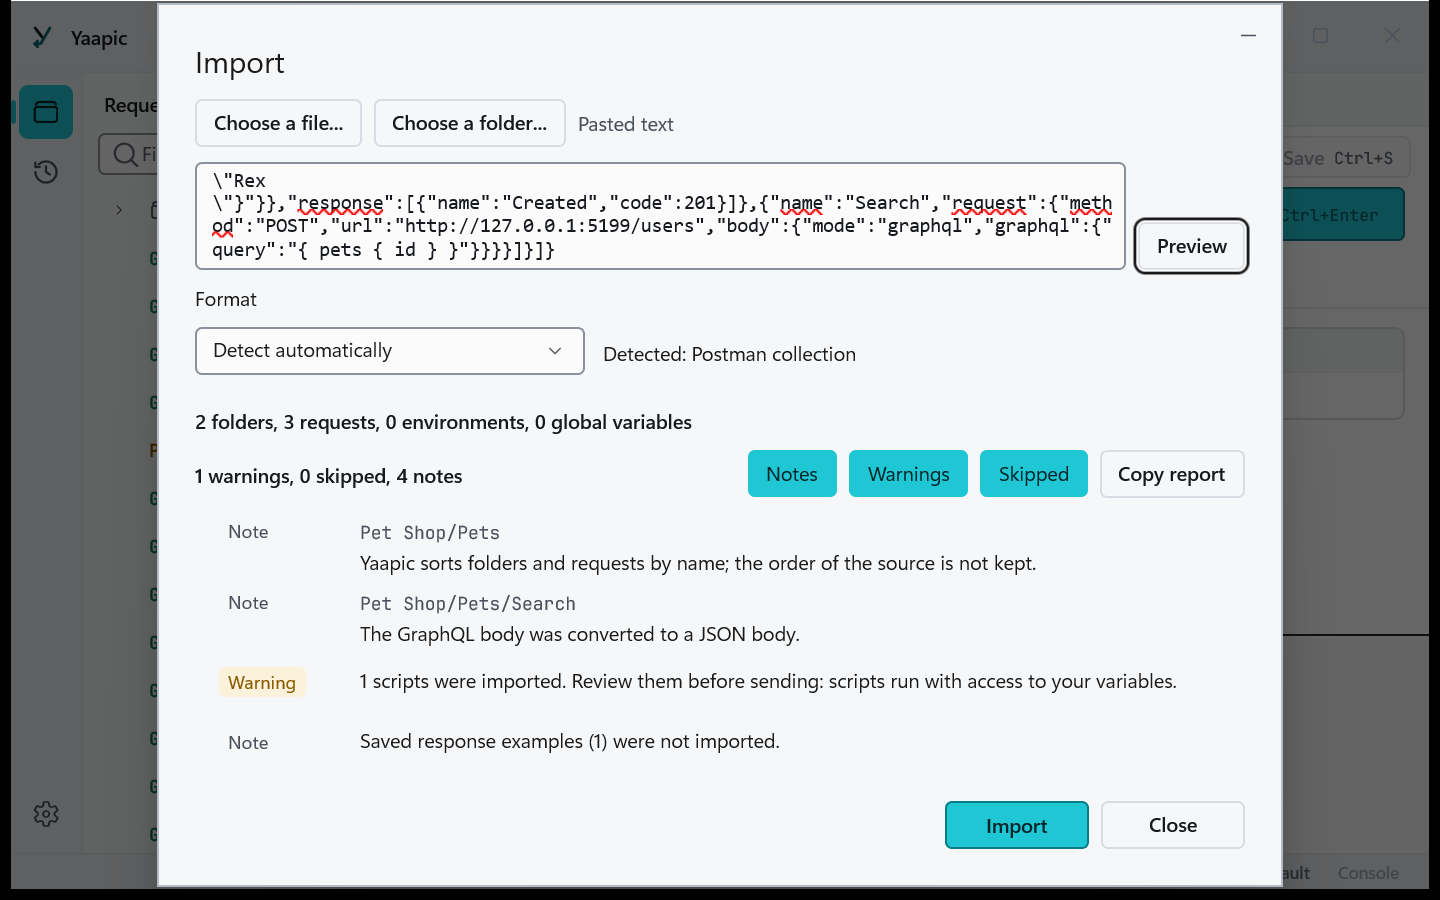 Yaapic
Import
Choose a file...
Choose a folder...
Pasted text
Save Ctrl+S
\"Rex
\"}"}},"response":[{"name":"Created","code":201}]},{"name":"Search","request":{"meth
od":"POST","url":"http://127.0.0.1:5199/users","body":{"mode":"graphql","graphql":{"
query":"{ pets { id } }"}}}}]}]}
Ctrl+Enter
Preview
Format
Detect automatically
Detected: Postman collection
2 folders, 3 requests, 0 environments, 0 global variables
1 warnings, 0 skipped, 4 notes
Notes
Warnings
Skipped
Copy report
Note
Pet Shop/Pets
Yaapic sorts folders and requests by name; the order of the source is not kept.
Note
Pet Shop/Pets/Search
The GraphQL body was converted to a JSON body.
Warning
1 scripts were imported. Review them before sending: scripts run with access to your variables.
Note
Saved response examples (1) were not imported.
Import
Close
Console